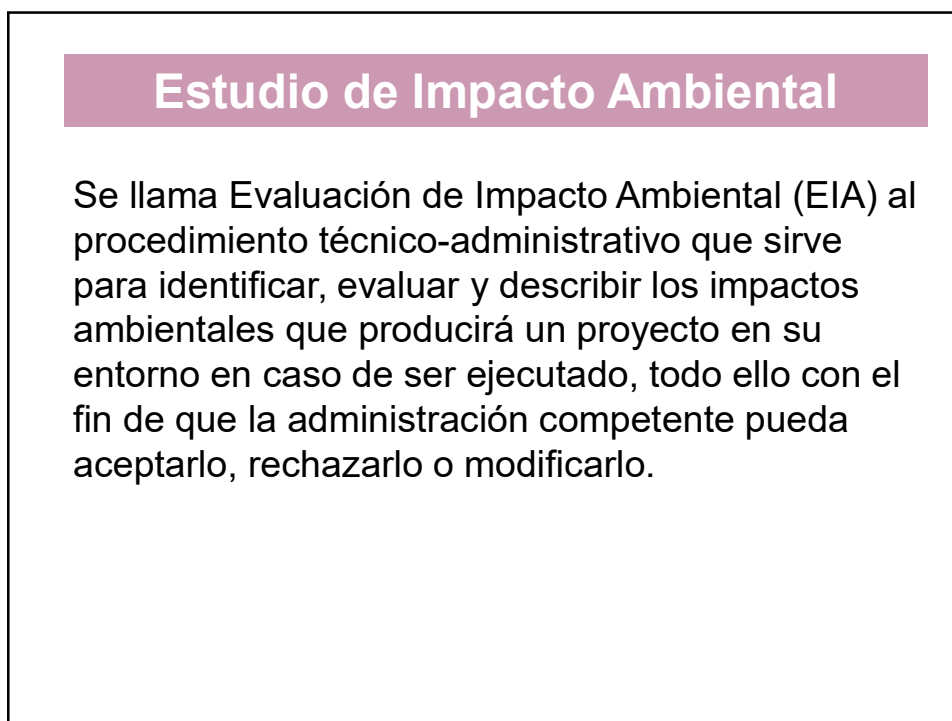 Estudio de Impacto Ambiental
Se llama Evaluación de Impacto Ambiental (EIA) al
procedimiento técnico-administrativo que sirve
para identificar, evaluar y describir los impactos
ambientales que producirá un proyecto en su
entorno en caso de ser ejecutado, todo ello con el
fin de que la administración competente pueda
aceptarlo, rechazarlo o modificarlo.